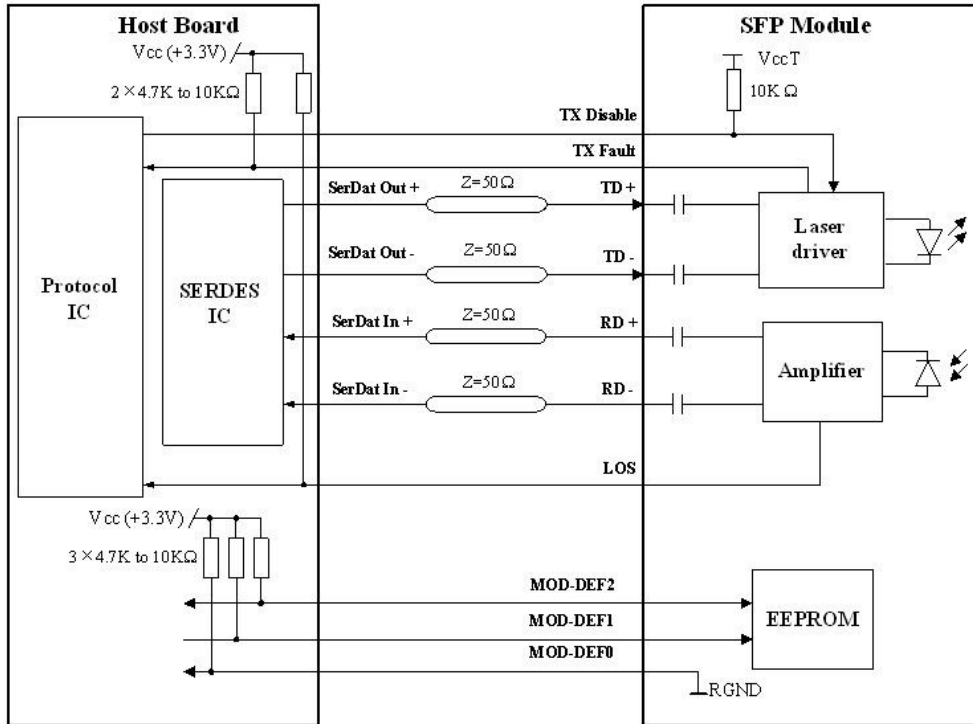 Host Board
SFP Module
Vcc (+3.3V)
2×4.7K to 10KΩ
VccT
10K Ω
TX Disable
TX Fault
SerDat Out +
Z=50Ω
TD +
SerDat Out -
Z=50Ω
TD -
Laser
driver
Protocol
IC
SERDES
IC
SerDat In +
Z=50Ω
RD +
SerDat In -
Z=50Ω
RD -
Amplifier
LOS
Vcc (+3.3V)
3×4.7K to 10KΩ
MOD-DEF2
MOD-DEF1
MOD-DEF0
EEPROM
RGND